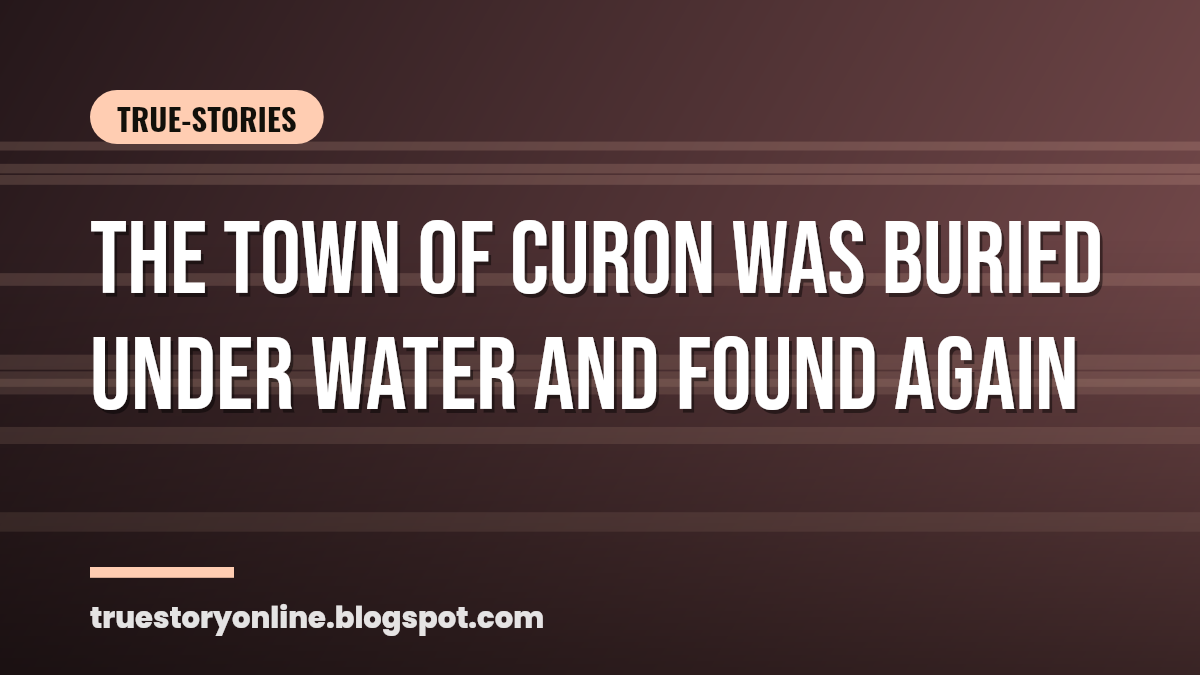 TRUE-STORIES
THE TOWN OF CURON WAS BURIED
UNDER WATER AND FOUND AGAIN
truestoryonline.blogspot.com